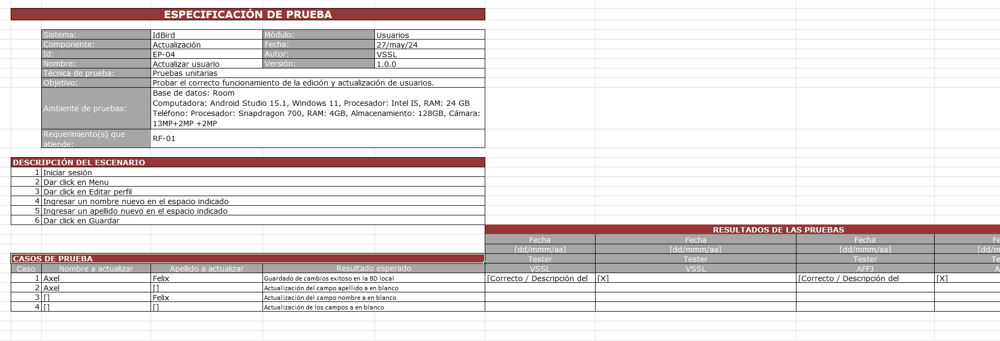 ESPECIFICACIÓN DE PRUEBA
Sistema: IdBird Módulo: Usuarios
Componente: Actualización Fecha: 27/may/24
Id: EP-04 Autor: VSSL
Nombre: Actualizar usuario Versión: 1.0.0
Técnica de prueba: Pruebas unitarias
Objetivo: Probar el correcto funcionamiento de la edición y actualización de usuarios.
Ambiente de pruebas:
Base de datos: Room
Computadora: Android Studio 15.1, Windows 11, Procesador: Intel I5, RAM: 24 GB
Teléfono: Procesador: Snapdragon 700, RAM: 4GB, Almacenamiento: 128GB, Cámara:
13MP+2MP +2MP
Requerimiento(s) que
atiende:
RF-01
DESCRIPCIÓN DEL ESCENARIO
1 Iniciar sesión
2 Dar click en Menu
3 Dar click en Editar perfil
4 Ingresar un nombre nuevo en el espacio indicado
5 Ingresar un apellido nuevo en el espacio indicado
6 Dar click en Guardar
RESULTADOS DE LAS PRUEBAS
Fecha Fecha Fecha
[dd/mmm/aa] [dd/mmm/aa] [dd/mmm/aa]
CASOS DE PRUEBA Tester Tester Tester
Caso Nombre a actualizar Apellido a actualizar Resultado esperado VSSL VSSL AFFJ
1 Axel Felix Guardado de cambios exitoso en la BD local [Correcto / Descripción del [X] [Correcto / Descripción del [X]
2 Axel [] Actualización del campo apellido a en blanco
3 [] Felix Actualización del campo nombre a en blanco
4 [] [] Actualización de los campos a en blanco